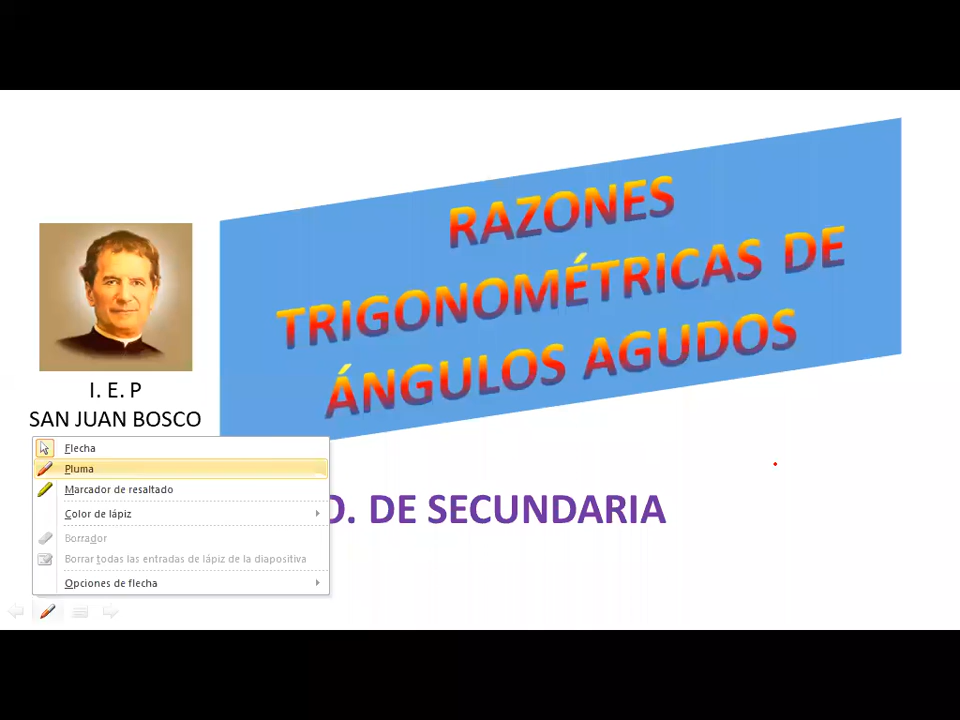 RAZONES
TRIGONOMÉTRICAS DE
ÁNGULOS AGUDOS
I. E. P
SAN JUAN BOSCO
Flecha
Pluma
Marcador de resaltado
Color de lápiz
Borrador
Borrar todas las entradas de lápiz de la diapositiva
Opciones de flecha
O. DE SECUNDARIA